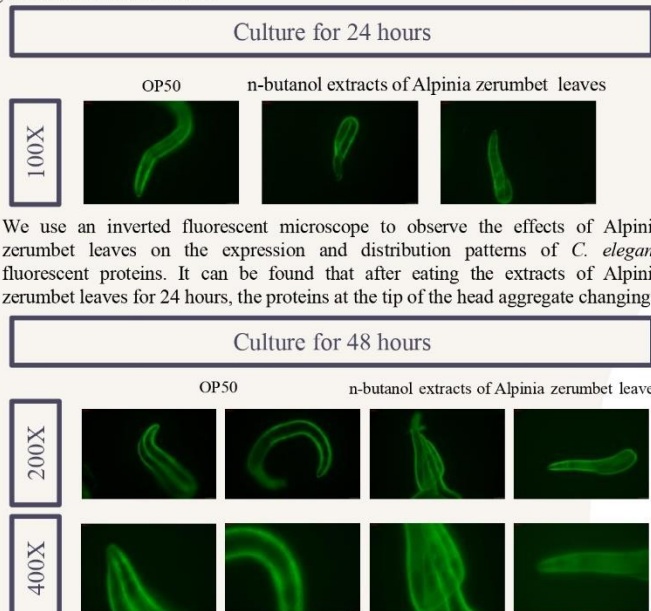 Culture for 24 hours
OP50
n-butanol extracts of Alpinia zerumbet leaves
100X
We use an inverted fluorescent microscope to observe the effects of Alpini
zerumbet leaves on the expression and distribution patterns of C. elegan
fluorescent proteins. It can be found that after eating the extracts of Alpini
zerumbet leaves for 24 hours, the proteins at the tip of the head aggregate changing
Culture for 48 hours
OP50
n-butanol extracts of Alpinia zerumbet leave
200X
400X